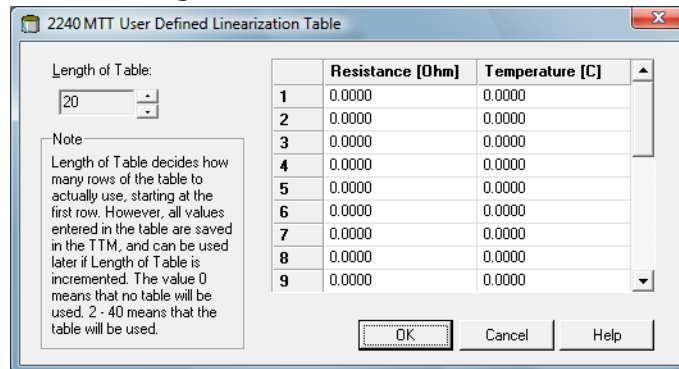 2240 MTT User Defined Linearization Table
Length of Table:
20
Note
Length of Table decides how
many rows of the table to
actually use, starting at the
first row. However, all values
entered in the table are saved
in the TTM, and can be used
later if Length of Table is
incremented. The value 0
means that no table will be
used. 2 - 40 means that the
table will be used.
Resistance [Ohm] Temperature [C]
1 0.0000 0.0000
2 0.0000 0.0000
3 0.0000 0.0000
4 0.0000 0.0000
5 0.0000 0.0000
6 0.0000 0.0000
7 0.0000 0.0000
8 0.0000 0.0000
9 0.0000 0.0000
OK Cancel Help